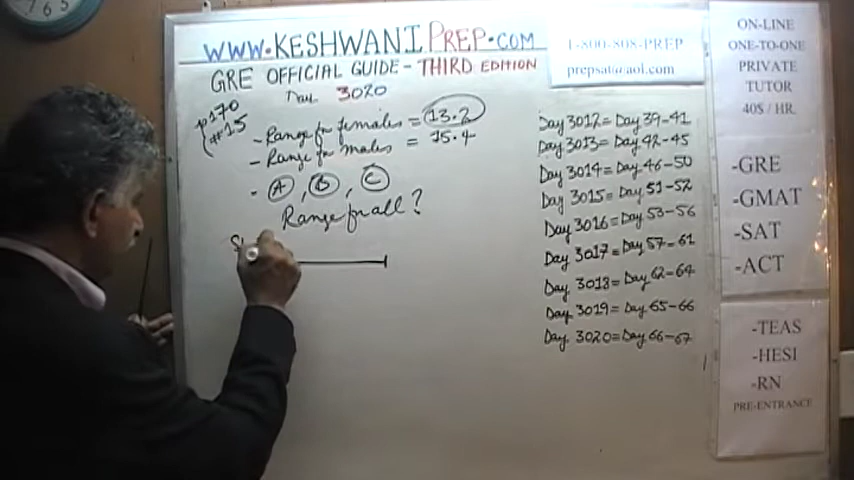 7 6 5
WWW.KESHWANIPREP.COM
GRE OFFICIAL GUIDE - THIRD EDITION
Day 3020
p170
#15
- Range for females = 13.2
- Range for males = 15.4
- A, B, C
Range for all?
1-800-808-PREP
prepsat@aol.com
Day 3012 = Day 39-41
Day 3013 = Day 42-45
Day 3014 = Day 46-50
Day 3015 = Day 51-52
Day 3016 = Day 53-56
Day 3017 = Day 57-61
Day 3018 = Day 62-64
Day 3019 = Day 65-66
Day 3020 = Day 66-67
ON-LINE
ONE-TO-ONE
PRIVATE
TUTOR
40$ / HR.
-GRE
-GMAT
-SAT
-ACT
-TEAS
-HESI
-RN
PRE-ENTRANCE